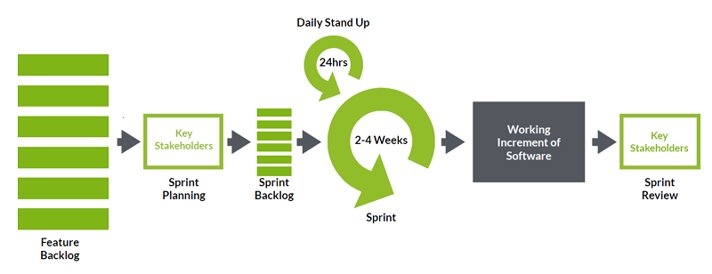 Daily Stand Up
24hrs
Key
Stakeholders
Sprint
Planning
Sprint
Backlog
2-4 Weeks
Sprint
Working
Increment of
Software
Key
Stakeholders
Sprint
Review
Feature
Backlog